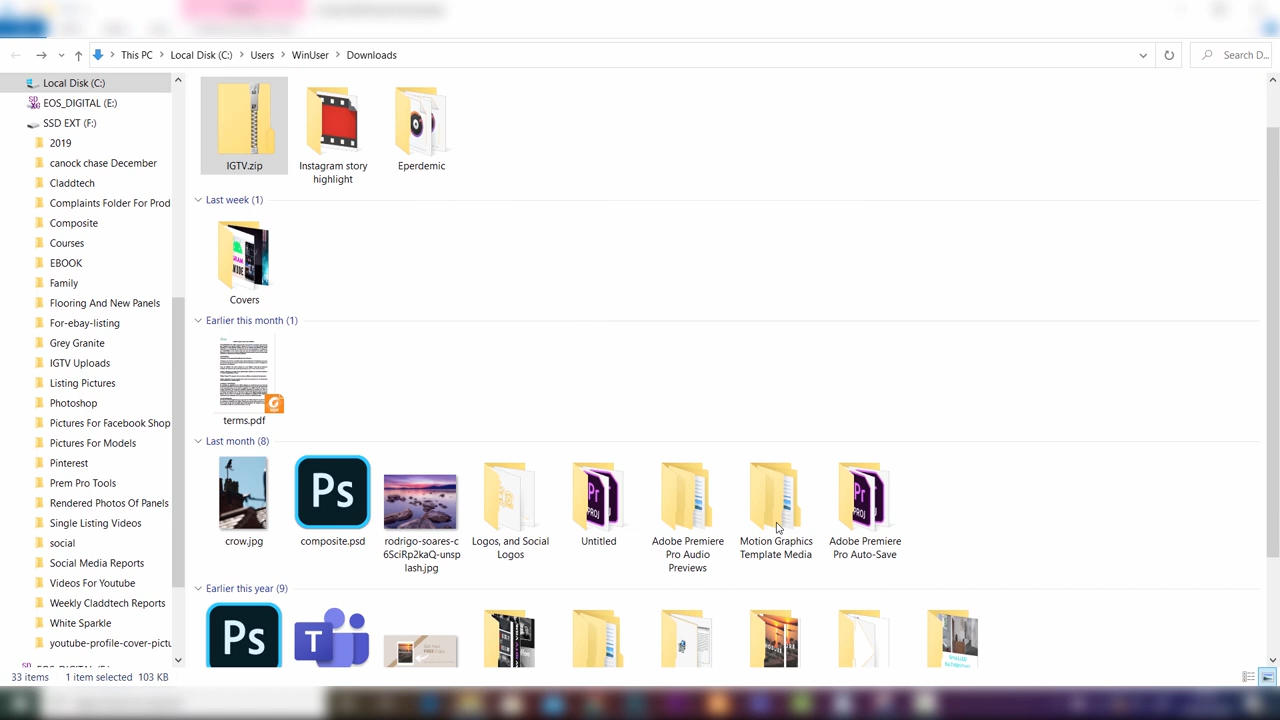 This PC > Local Disk (C:) > Users > WinUser > Downloads
Search D...
Local Disk (C:)
EOS_DIGITAL (E:)
SSD EXT (F:)
2019
canock chase December
Claddtech
Complaints Folder For Prod
Composite
Courses
EBOOK
Family
Flooring And New Panels
For-ebay-listing
Grey Granite
IGTV Uploads
Listing Pictures
Photoshop
Pictures For Facebook Shop
Pictures For Models
Pinterest
Prem Pro Tools
Rendered Photos Of Panels
Single Listing Videos
social
Social Media Reports
Videos For Youtube
Weekly Claddtech Reports
White Sparkle
youtube-profile-cover-pictu
IGTV.zip
Instagram story
highlight
Eperdemic
Last week (1)
Covers
Earlier this month (1)
terms.pdf
Last month (8)
Ps
crow.jpg
composite.psd
rodrigo-soares-c
6SciRp2kaQ-unsp
lash.jpg
Logos, and Social
Logos
Pr
PROJ
Untitled
Adobe Premiere
Pro Audio
Previews
Motion Graphics
Template Media
Pr
PROJ
Adobe Premiere
Pro Auto-Save
Earlier this year (9)
Ps
T
33 items
1 item selected 103 KB